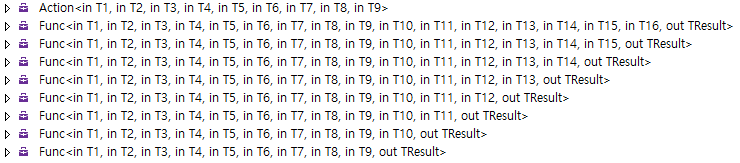 Action<in T1, in T2, in T3, in T4, in T5, in T6, in T7, in T8, in T9>
Func<in T1, in T2, in T3, in T4, in T5, in T6, in T7, in T8, in T9, in T10, in T11, in T12, in T13, in T14, in T15, in T16, out TResult>
Func<in T1, in T2, in T3, in T4, in T5, in T6, in T7, in T8, in T9, in T10, in T11, in T12, in T13, in T14, in T15, out TResult>
Func<in T1, in T2, in T3, in T4, in T5, in T6, in T7, in T8, in T9, in T10, in T11, in T12, in T13, in T14, out TResult>
Func<in T1, in T2, in T3, in T4, in T5, in T6, in T7, in T8, in T9, in T10, in T11, in T12, in T13, out TResult>
Func<in T1, in T2, in T3, in T4, in T5, in T6, in T7, in T8, in T9, in T10, in T11, in T12, out TResult>
Func<in T1, in T2, in T3, in T4, in T5, in T6, in T7, in T8, in T9, in T10, in T11, out TResult>
Func<in T1, in T2, in T3, in T4, in T5, in T6, in T7, in T8, in T9, in T10, out TResult>
Func<in T1, in T2, in T3, in T4, in T5, in T6, in T7, in T8, in T9, out TResult>